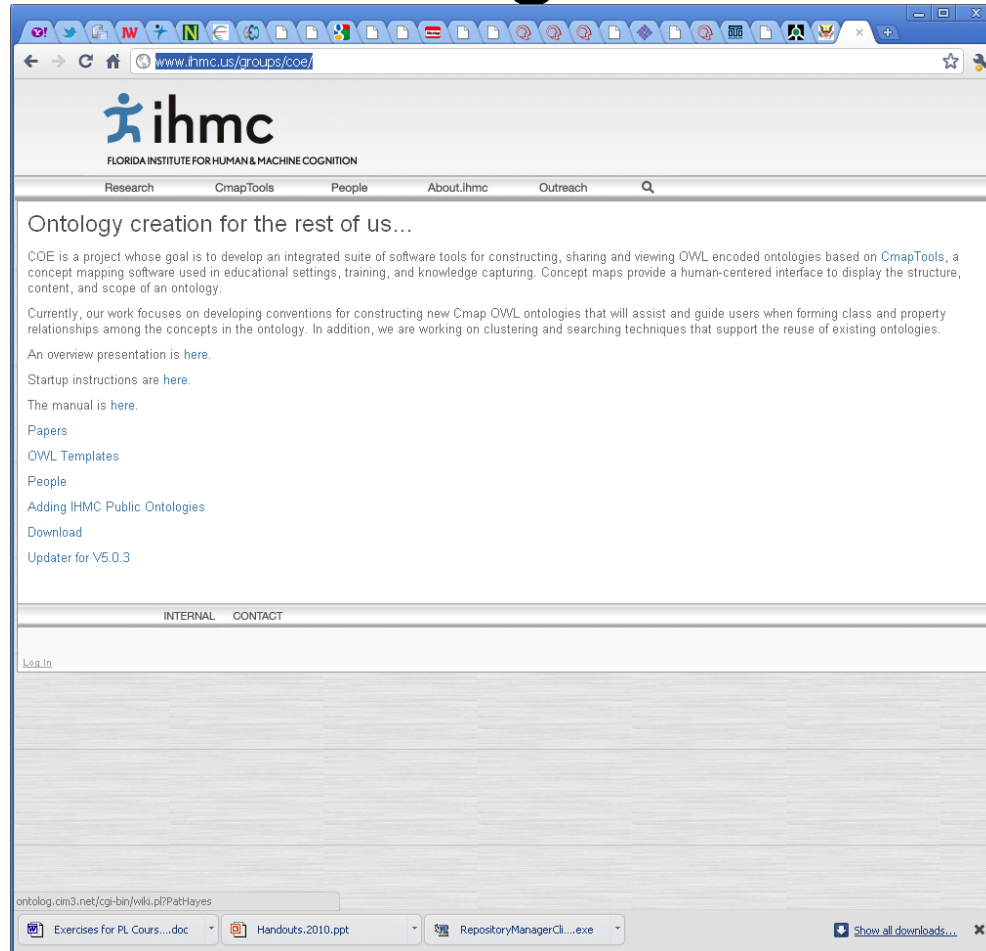 www.ihmc.us/groups/coe/
ihmc
FLORIDA INSTITUTE FOR HUMAN & MACHINE COGNITION
Research CmapTools People About.ihmc Outreach
Ontology creation for the rest of us...
COE is a project whose goal is to develop an integrated suite of software tools for constructing, sharing and viewing OWL encoded ontologies based on CmapTools, a
concept mapping software used in educational settings, training, and knowledge capturing. Concept maps provide a human-centered interface to display the structure,
content, and scope of an ontology.
Currently, our work focuses on developing conventions for constructing new Cmap OWL ontologies that will assist and guide users when forming class and property
relationships among the concepts in the ontology. In addition, we are working on clustering and searching techniques that support the reuse of existing ontologies.
An overview presentation is here.
Startup instructions are here.
The manual is here.
Papers
OWL Templates
People
Adding IHMC Public Ontologies
Download
Updater for V5.0.3
INTERNAL CONTACT
Log In
ontolog.cim3.net/cgi-bin/wiki.pl?PatHayes
Exercises for PL Cours....doc Handouts.2010.ppt RepositoryManagerCli....exe Show all downloads...